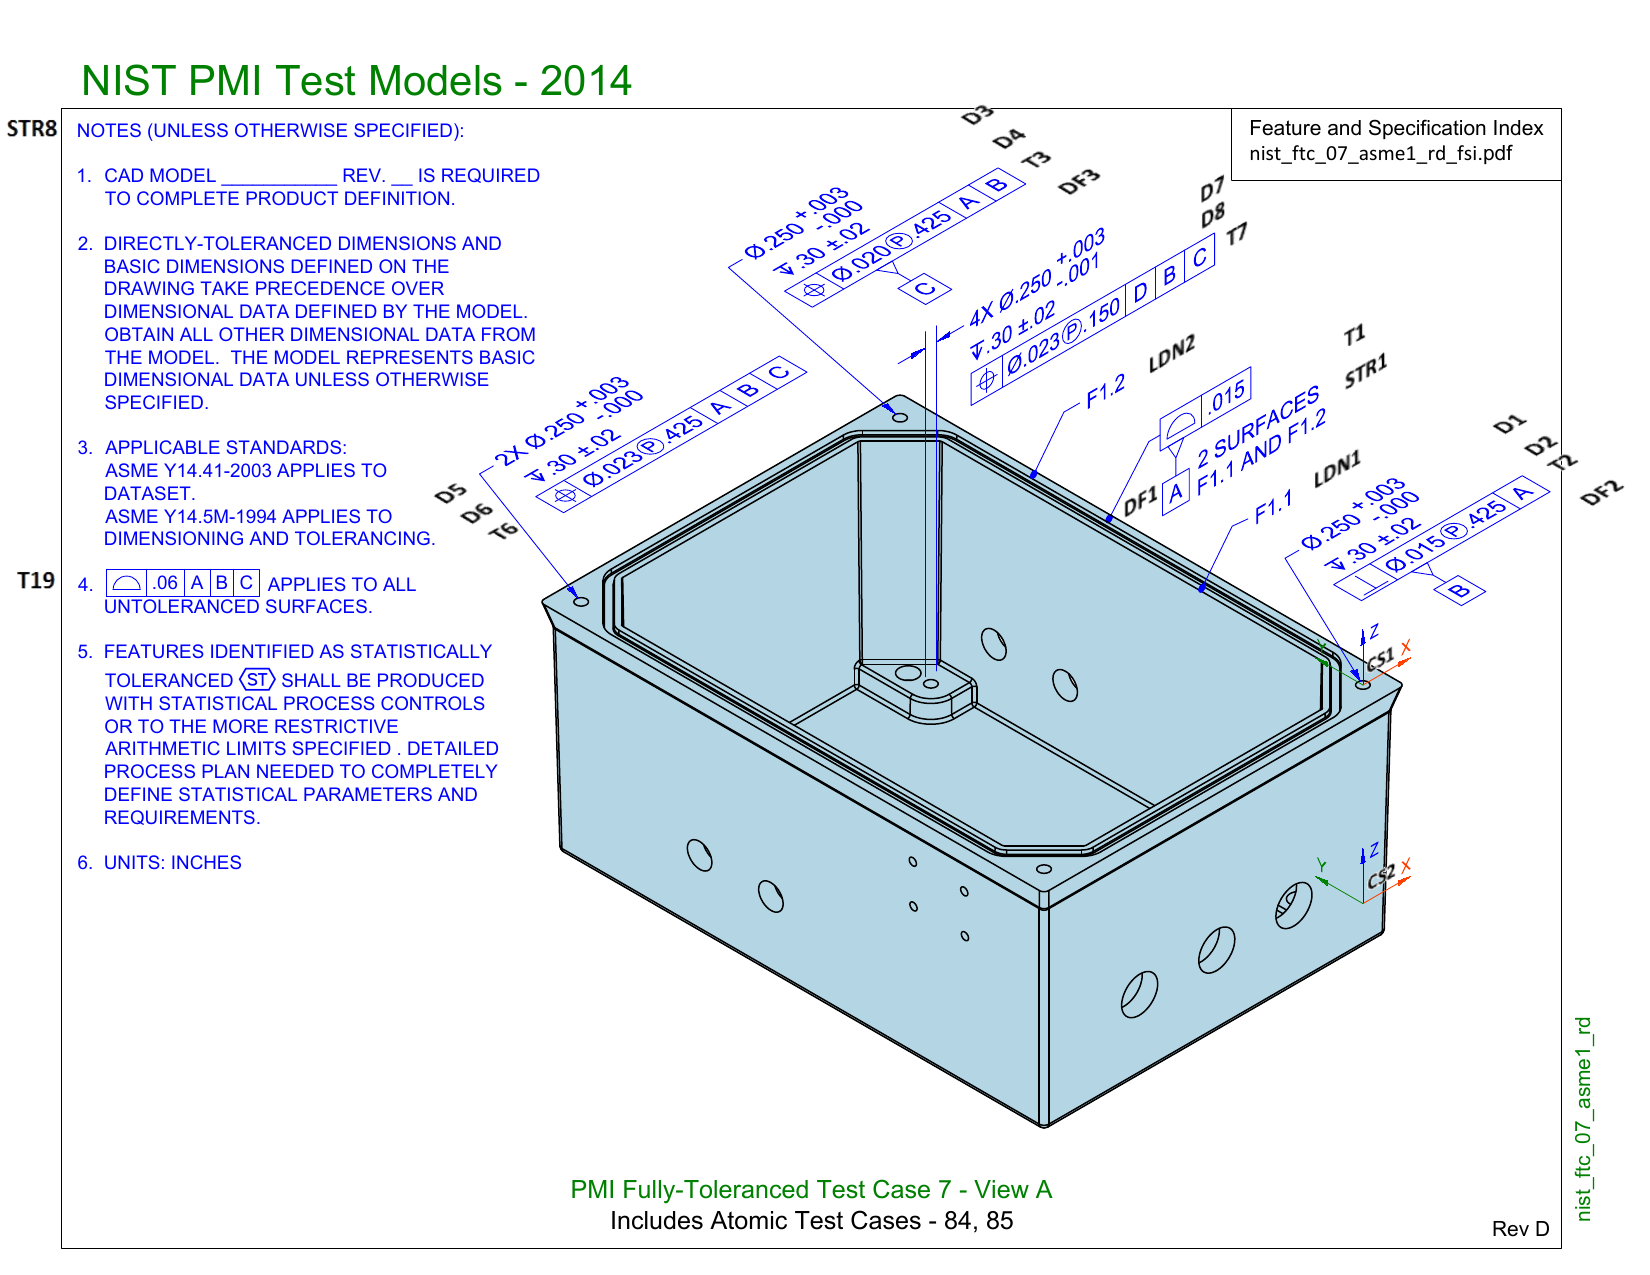 NIST PMI Test Models - 2014
STR8
NOTES (UNLESS OTHERWISE SPECIFIED):
1. CAD MODEL ___________ REV. __ IS REQUIRED
TO COMPLETE PRODUCT DEFINITION.
2. DIRECTLY-TOLERANCED DIMENSIONS AND
BASIC DIMENSIONS DEFINED ON THE
DRAWING TAKE PRECEDENCE OVER
DIMENSIONAL DATA DEFINED BY THE MODEL.
OBTAIN ALL OTHER DIMENSIONAL DATA FROM
THE MODEL. THE MODEL REPRESENTS BASIC
DIMENSIONAL DATA UNLESS OTHERWISE
SPECIFIED.
3. APPLICABLE STANDARDS:
ASME Y14.41-2003 APPLIES TO
DATASET.
ASME Y14.5M-1994 APPLIES TO
DIMENSIONING AND TOLERANCING.
T19
4. ⌓ .06 A B C APPLIES TO ALL
UNTOLERANCED SURFACES.
5. FEATURES IDENTIFIED AS STATISTICALLY
TOLERANCED ST SHALL BE PRODUCED
WITH STATISTICAL PROCESS CONTROLS
OR TO THE MORE RESTRICTIVE
ARITHMETIC LIMITS SPECIFIED . DETAILED
PROCESS PLAN NEEDED TO COMPLETELY
DEFINE STATISTICAL PARAMETERS AND
REQUIREMENTS.
6. UNITS: INCHES
Feature and Specification Index
nist_ftc_07_asme1_rd_fsi.pdf
D3
D4
T3
DF3
Ø.250 +.003 -.000
↧.30 ±.02
⌖ Ø.020Ⓟ.425 A B
C
D7
D8
T7
4X Ø.250 +.003 -.001
↧.30 ±.02
⌖ Ø.023Ⓟ.150 D B C
2X Ø.250 +.003 -.000
↧.30 ±.02
⌖ Ø.023Ⓟ.425 A B C
D5
D6
T6
F1.2
LDN2
T1
STR1
⌓ .015
2 SURFACES
F1.1 AND F1.2
DF1
A
F1.1
LDN1
D1
D2
T2
DF2
Ø.250 +.003 -.000
↧.30 ±.02
⊥ Ø.015Ⓟ.425 A
B
Z
Y
X
CS1
Z
Y
X
CS2
PMI Fully-Toleranced Test Case 7 - View A
Includes Atomic Test Cases - 84, 85
Rev D
nist_ftc_07_asme1_rd